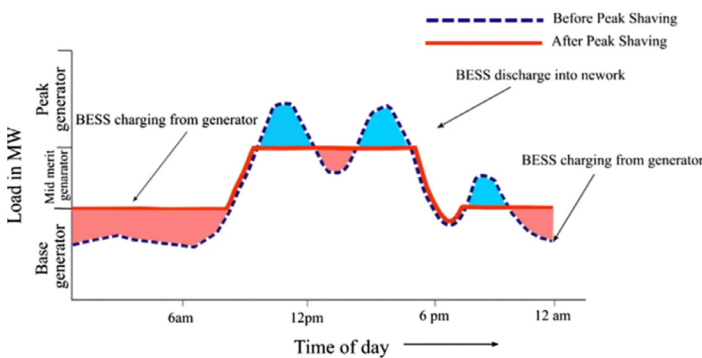 Before Peak Shaving
After Peak Shaving
BESS discharge into nework
BESS charging from generator
BESS charging from generator
Load in MW
Peak
generator
Mid merit
genarator
Base
generator
6am
12pm
6 pm
12 am
Time of day